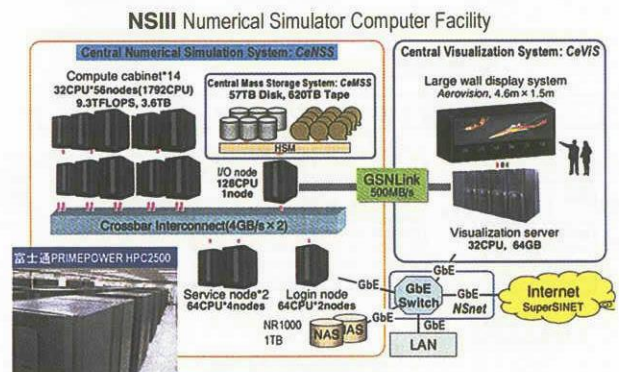 NSIII Numerical Simulator Computer Facility
Central Numerical Simulation System: CeNSS
Compute cabinet*14
32CPU*56nodes(1792CPU)
9.3TFLOPS, 3.6TB
Central Mass Storage System: CeMSS
57TB Disk, 620TB Tape
HSM
I/O node
128CPU
1node
Crossbar Interconnect(4GB/s × 2)
富士通PRIMEPOWER HPC2500
Service node*2
64CPU*4nodes
Login node
64CPU*2nodes
NR1000
1TB
NAS
NAS
GSNLink
500MB/s
Central Visualization System: CeViS
Large wall display system
Aerovision, 4.6m × 1.5m
Visualization server
32CPU, 64GB
GbE
GbE
GbE
Switch
GbE
NSnet
GbE
GbE
LAN
Internet
SuperSINET